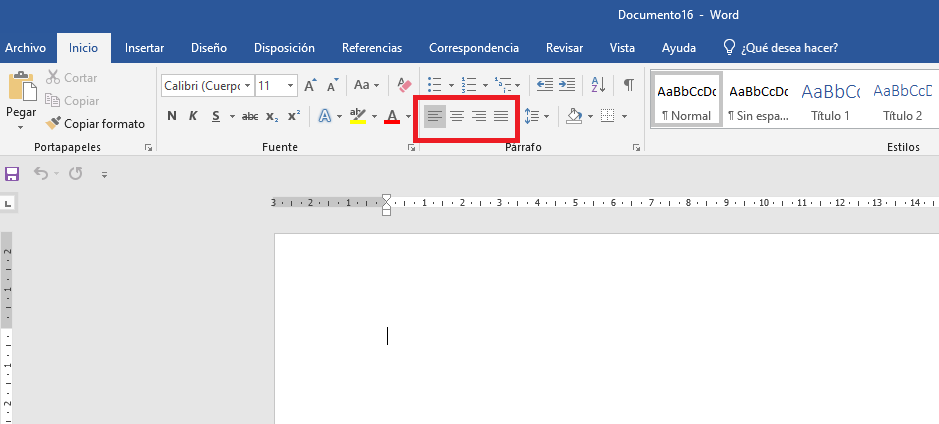 Documento16 - Word
Archivo Inicio Insertar Diseño Disposición Referencias Correspondencia Revisar Vista Ayuda ¿Qué desea hacer?
Pegar
Cortar
Copiar
Copiar formato
Portapapeles
Calibri (Cuerpo 11 Aa
N K S abc x₂ x² A aby A
Fuente
Párrafo
AaBbCcDc AaBbCcDc AaBbCc AaBbCcD
¶ Normal ¶ Sin espa... Título 1 Título 2
Estilos
3 2 1 1 2 3 4 5 6 7 8 9 10 11 12 13 14
2
1
1
2